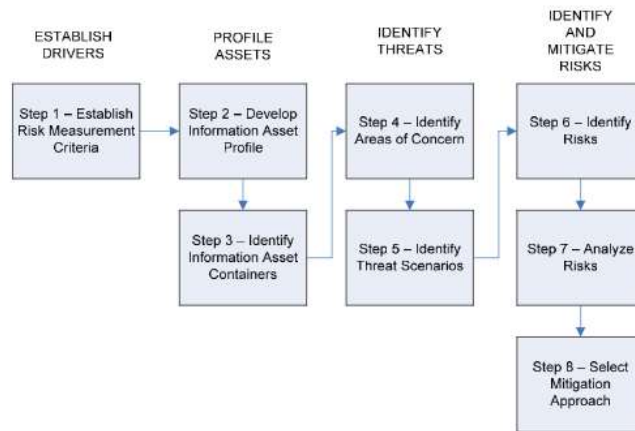 ESTABLISH
DRIVERS
PROFILE
ASSETS
IDENTIFY
THREATS
IDENTIFY
AND
MITIGATE
RISKS
Step 1 – Establish
Risk Measurement
Criteria
Step 2 – Develop
Information Asset
Profile
Step 3 – Identify
Information Asset
Containers
Step 4 – Identify
Areas of Concern
Step 5 – Identify
Threat Scenarios
Step 6 – Identify
Risks
Step 7 – Analyze
Risks
Step 8 – Select
Mitigation
Approach